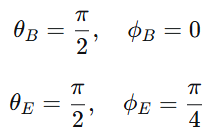 θ_B = π/2,  ϕ_B = 0
θ_E = π/2,  ϕ_E = π/4